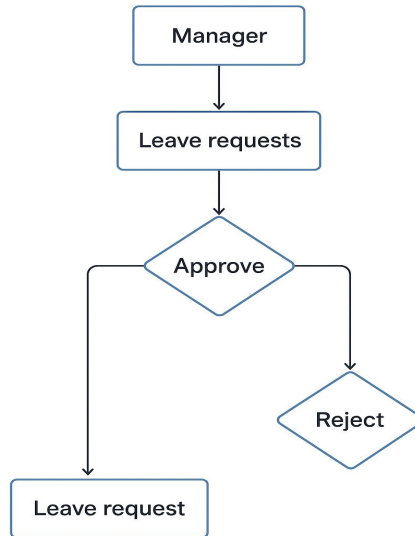 Manager
Leave requests
Approve
Reject
Leave request